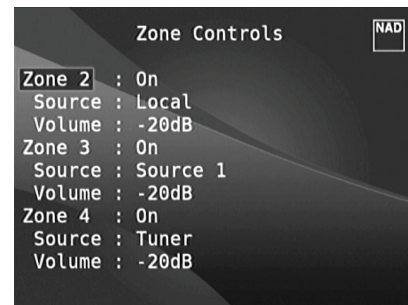 Zone Controls
NAD
Zone 2 : On
Source : Local
Volume : -20dB
Zone 3 : On
Source : Source 1
Volume : -20dB
Zone 4 : On
Source : Tuner
Volume : -20dB